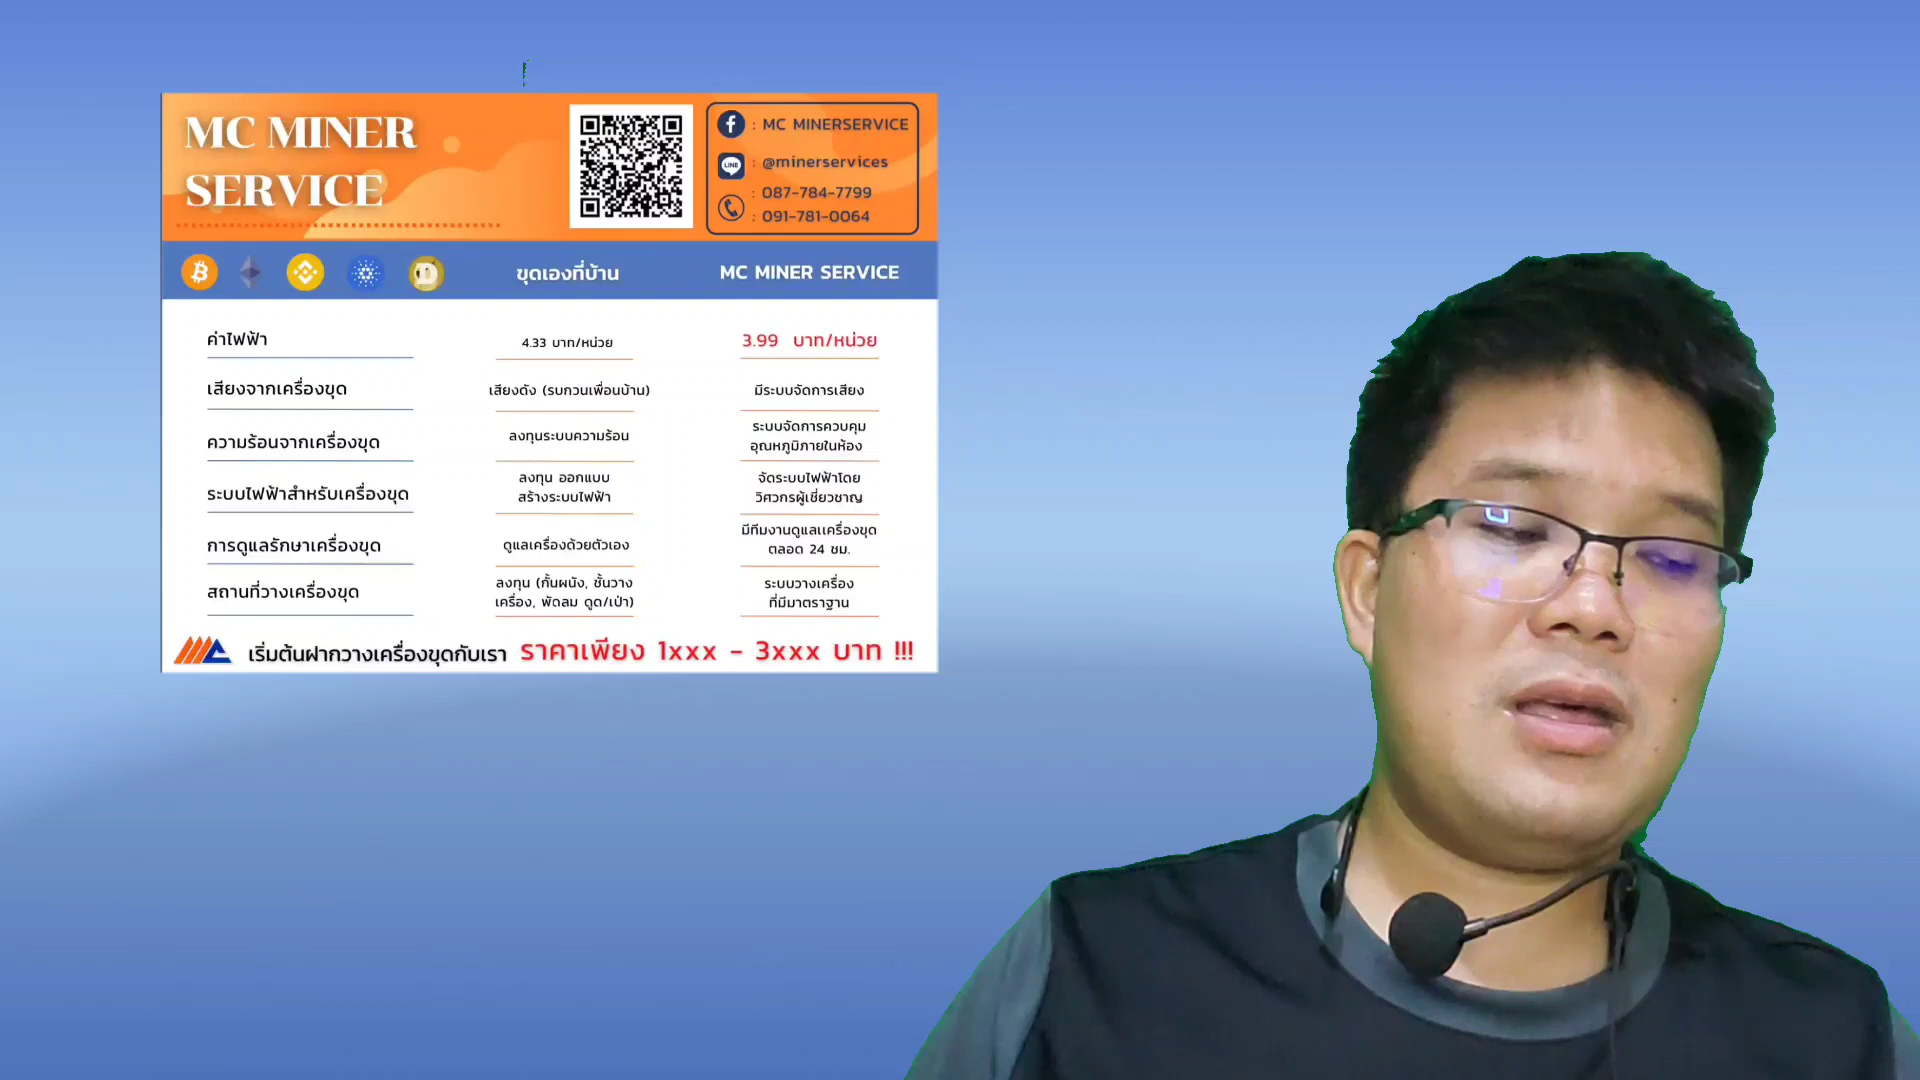 MC MINER
SERVICE
: MC MINERSERVICE
LINE
: @minerservices
: 087-784-7799
: 091-781-0064
ขุดเองที่บ้าน
MC MINER SERVICE
ค่าไฟฟ้า
4.33 บาท/หน่วย
3.99 บาท/หน่วย
เสียงจากเครื่องขุด
เสียงดัง (รบกวนเพื่อนบ้าน)
มีระบบจัดการเสียง
ความร้อนจากเครื่องขุด
ลงทุนระบบความร้อน
ระบบจัดการควบคุม
อุณหภูมิภายในห้อง
ระบบไฟฟ้าสำหรับเครื่องขุด
ลงทุน ออกแบบ
สร้างระบบไฟฟ้า
จัดระบบไฟฟ้าโดย
วิศวกรผู้เชี่ยวชาญ
การดูแลรักษาเครื่องขุด
ดูแลเครื่องด้วยตัวเอง
มีทีมงานดูแลเครื่องขุด
ตลอด 24 ชม.
สถานที่วางเครื่องขุด
ลงทุน (กั้นผนัง, ชั้นวาง
เครื่อง, พัดลม ดูด/เป่า)
ระบบวางเครื่อง
ที่มีมาตราฐาน
เริ่มต้นฝากวางเครื่องขุดกับเรา ราคาเพียง 1xxx - 3xxx บาท !!!